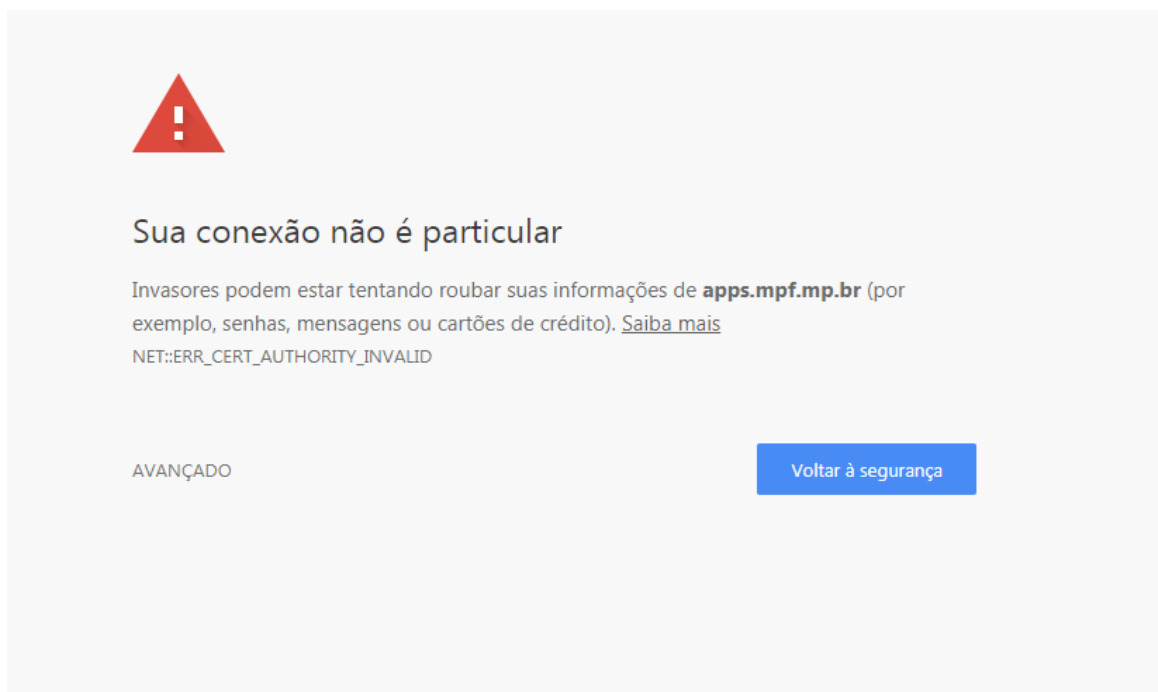 Sua conexão não é particular
Invasores podem estar tentando roubar suas informações de apps.mpf.mp.br (por
exemplo, senhas, mensagens ou cartões de crédito). Saiba mais
NET::ERR_CERT_AUTHORITY_INVALID
AVANÇADO
Voltar à segurança